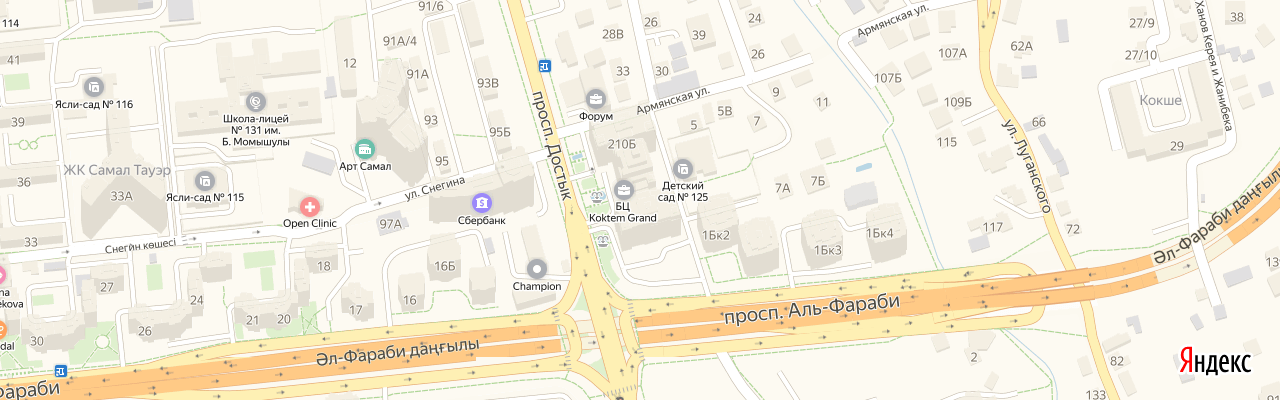 114
41
39
36
33
Ясли-сад № 116
ЖК Самал Тауэр
33А
Ясли-сад № 115
Школа-лицей
№ 131 им.
Б. Момышулы
12
91/6
91А/4
91А
93В
95Б
95
Арт Самал
ул. Снегина
Open Clinic
97А
Сбербанк
Снегин көшесі
27
26
30
18
21
20
17
16
16Б
Champion
просп. Достык
28В
26
33
30
39
24
26
Форум
210Б
Армянская ул.
Армянская ул.
5
5В
7
9
11
БЦ
Koktem Grand
Детский
сад № 125
7А
7Б
1Бк2
1Бк3
1Бк4
107А
107Б
109Б
62А
66
ул. Луганского
72
117
27/9
27/10
Кокше
29
38
Ханов Керея и Жанибека
Әл-Фараби даңғылы
просп. Аль-Фараби
Әл-Фараби даңғылы
Фараби
2
82
133
91
Яндекс